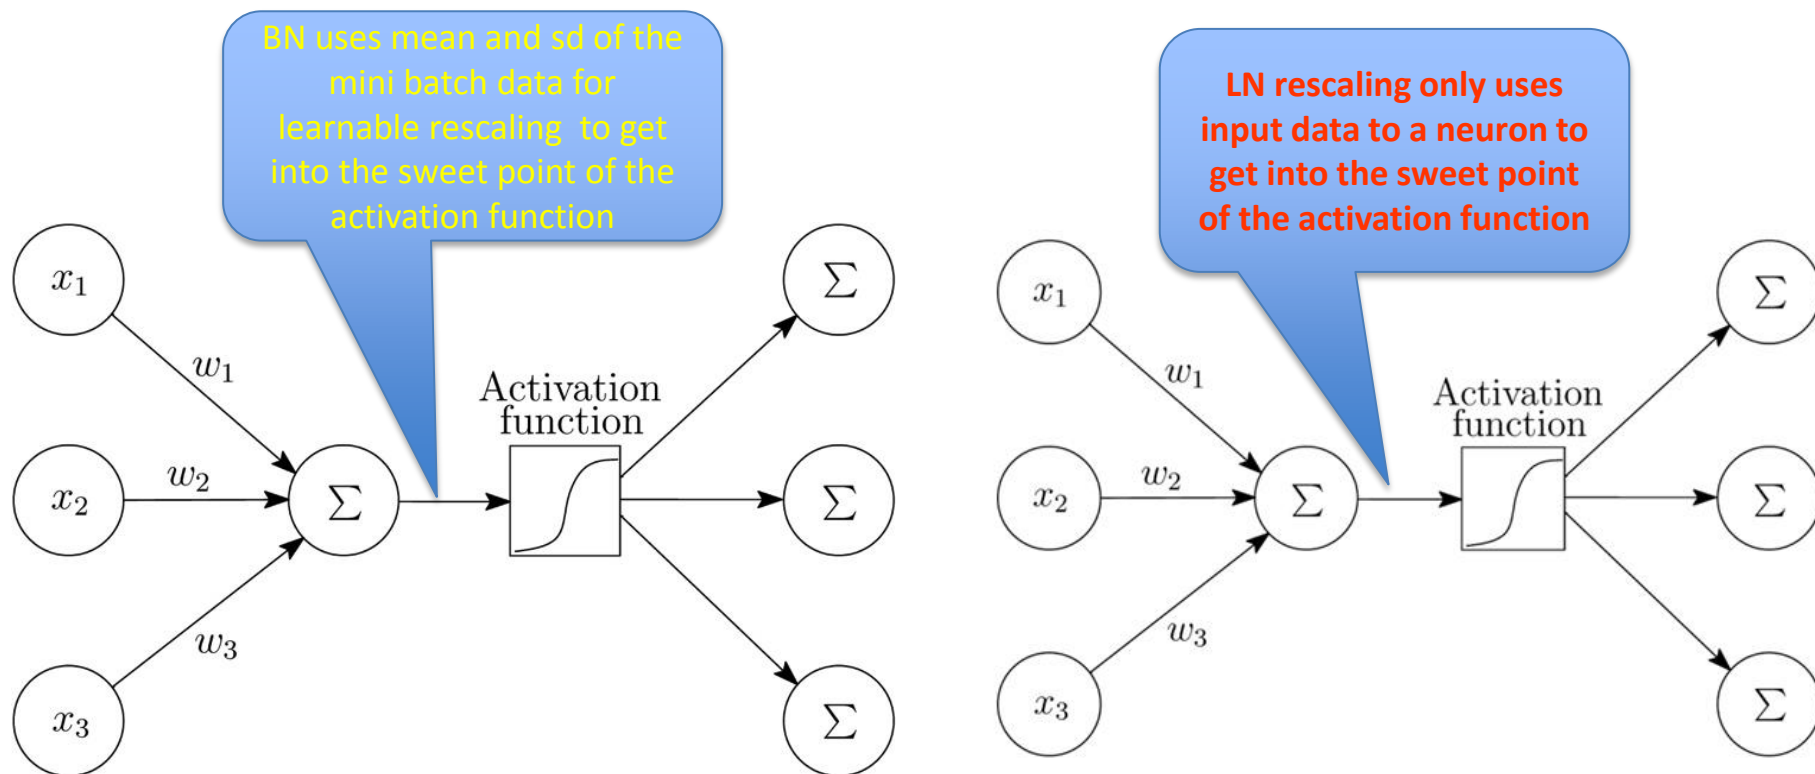 BN uses mean and sd of the
mini batch data for
learnable rescaling to get
into the sweet point of the
activation function
x₁
w₁
x₂
w₂
x₃
w₃
Σ
Activation
function
Σ
Σ
Σ
LN rescaling only uses
input data to a neuron to
get into the sweet point
of the activation function
x₁
w₁
x₂
w₂
x₃
w₃
Σ
Activation
function
Σ
Σ
Σ